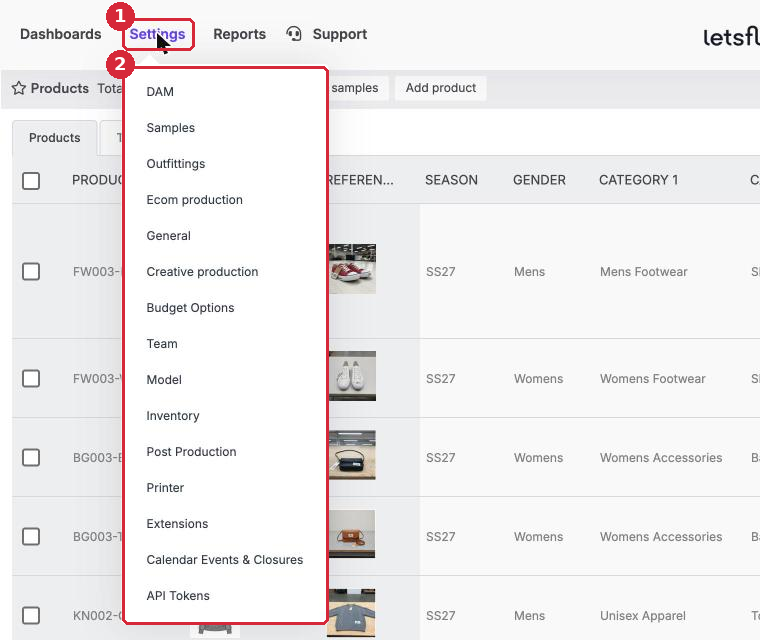 1
Dashboards Settings Reports Support
letsfl
2
Products Tota samples Add product
DAM
Samples
Outfittings
Ecom production
General
Creative production
Budget Options
Team
Model
Inventory
Post Production
Printer
Extensions
Calendar Events & Closures
API Tokens
Products T
PRODUC REFEREN... SEASON GENDER CATEGORY 1 CA
FW003- SS27 Mens Mens Footwear
FW003- SS27 Womens Womens Footwear
BG003- SS27 Womens Womens Accessories
BG003- SS27 Womens Womens Accessories
KN002- SS27 Mens Unisex Apparel